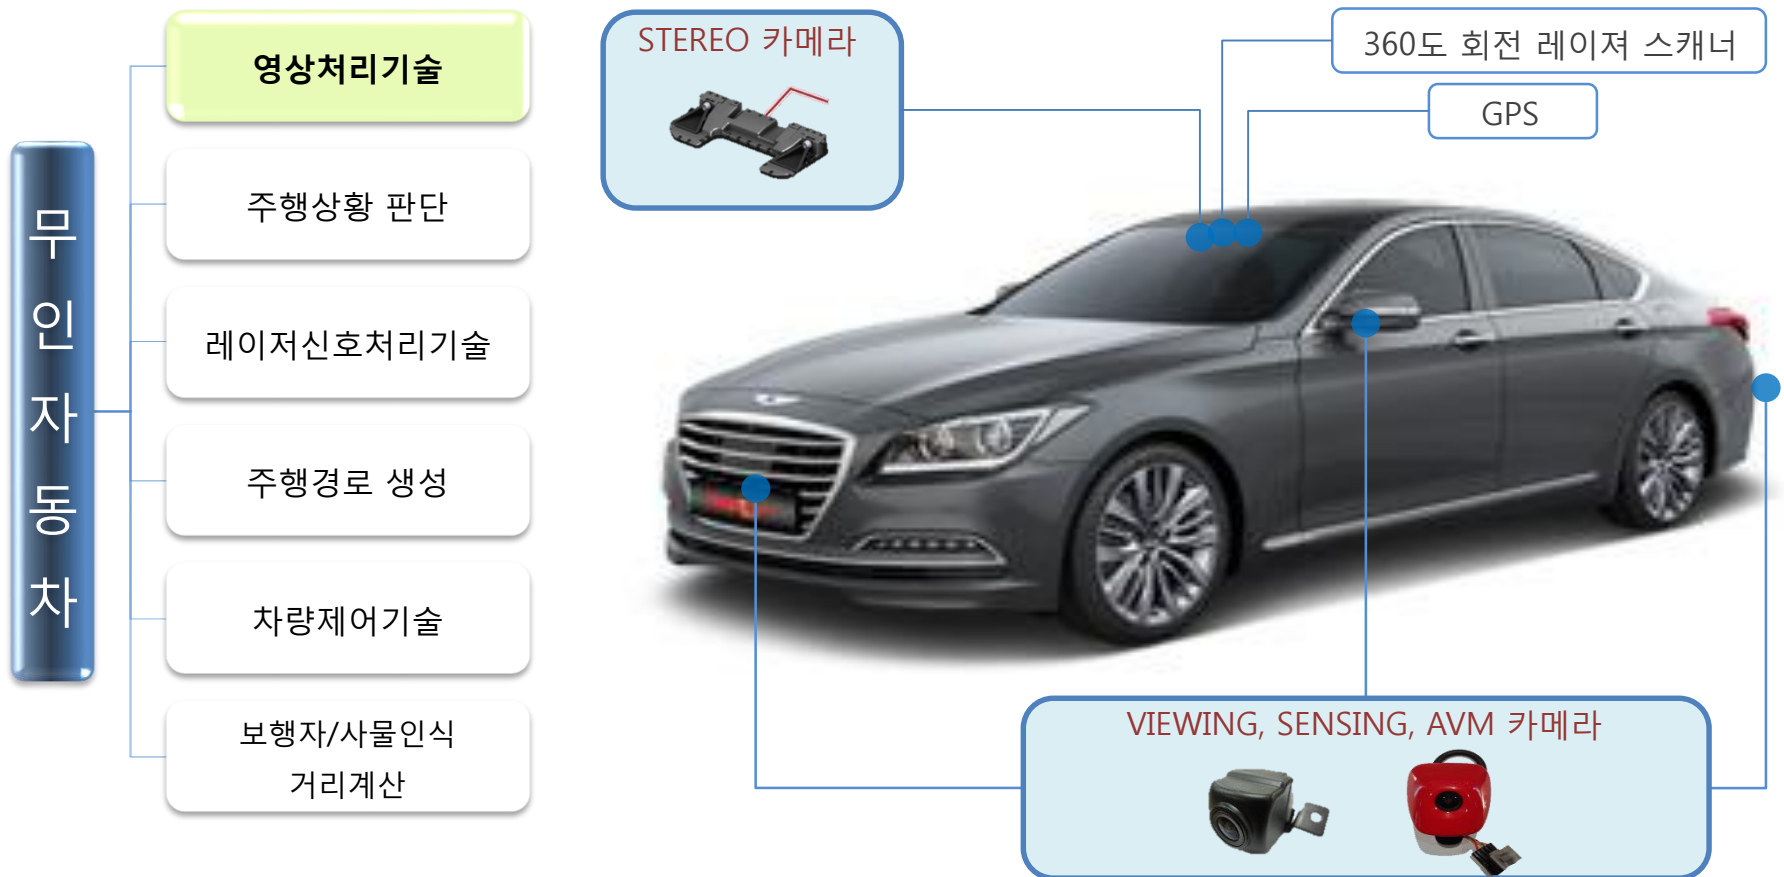 무인자동차
영상처리기술
주행상황 판단
레이저신호처리기술
주행경로 생성
차량제어기술
보행자/사물인식
거리계산
STEREO 카메라
360도 회전 레이져 스캐너
GPS
VIEWING, SENSING, AVM 카메라